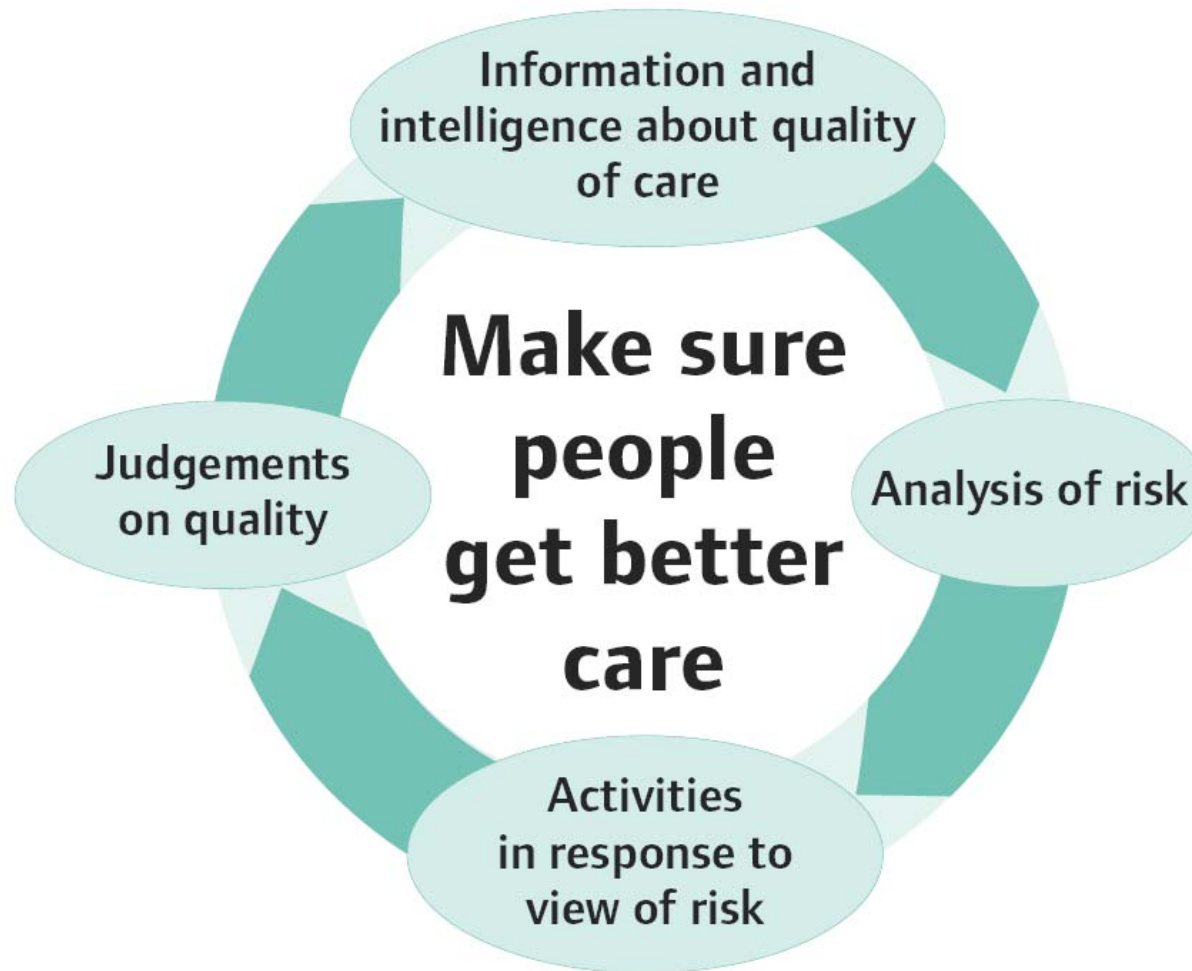 Information and
intelligence about quality
of care
Make sure
people
get better
care
Judgements
on quality
Analysis of risk
Activities
in response to
view of risk